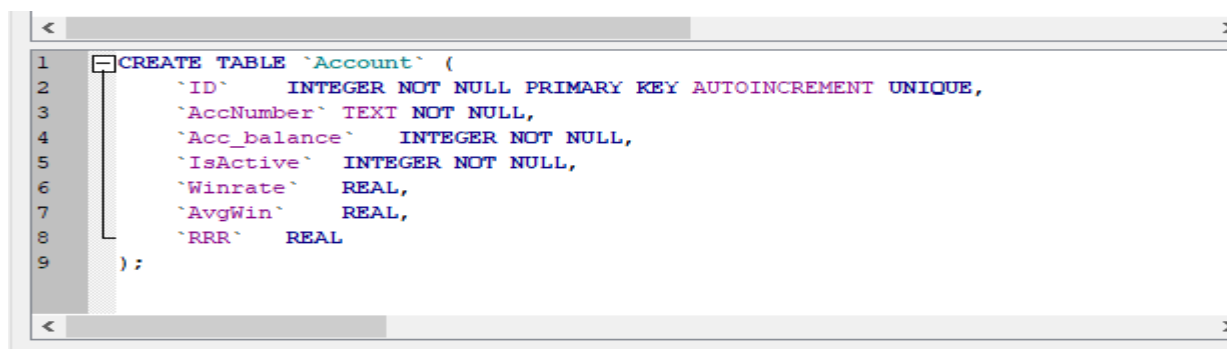 1 CREATE TABLE `Account` (
2 `ID` INTEGER NOT NULL PRIMARY KEY AUTOINCREMENT UNIQUE,
3 `AccNumber` TEXT NOT NULL,
4 `Acc_balance` INTEGER NOT NULL,
5 `IsActive` INTEGER NOT NULL,
6 `Winrate` REAL,
7 `AvgWin` REAL,
8 `RRR` REAL
9 );